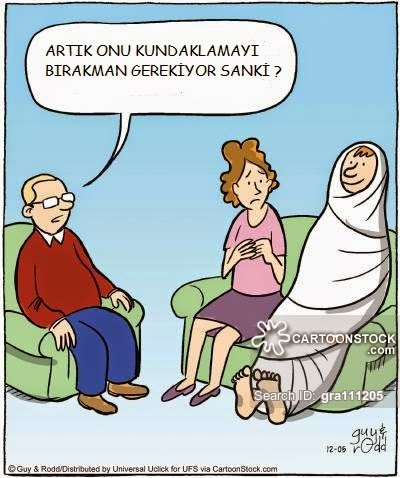 ARTIK ONU KUNDAKLAMAYI
BIRAKMAN GEREKİYOR SANKİ ?
CARTOONSTOCK
.com
Search ID: gra111205
guy&
rodd
12-05
© Guy & Rodd/Distributed by Universal Uclick for UFS via CartoonStock.com